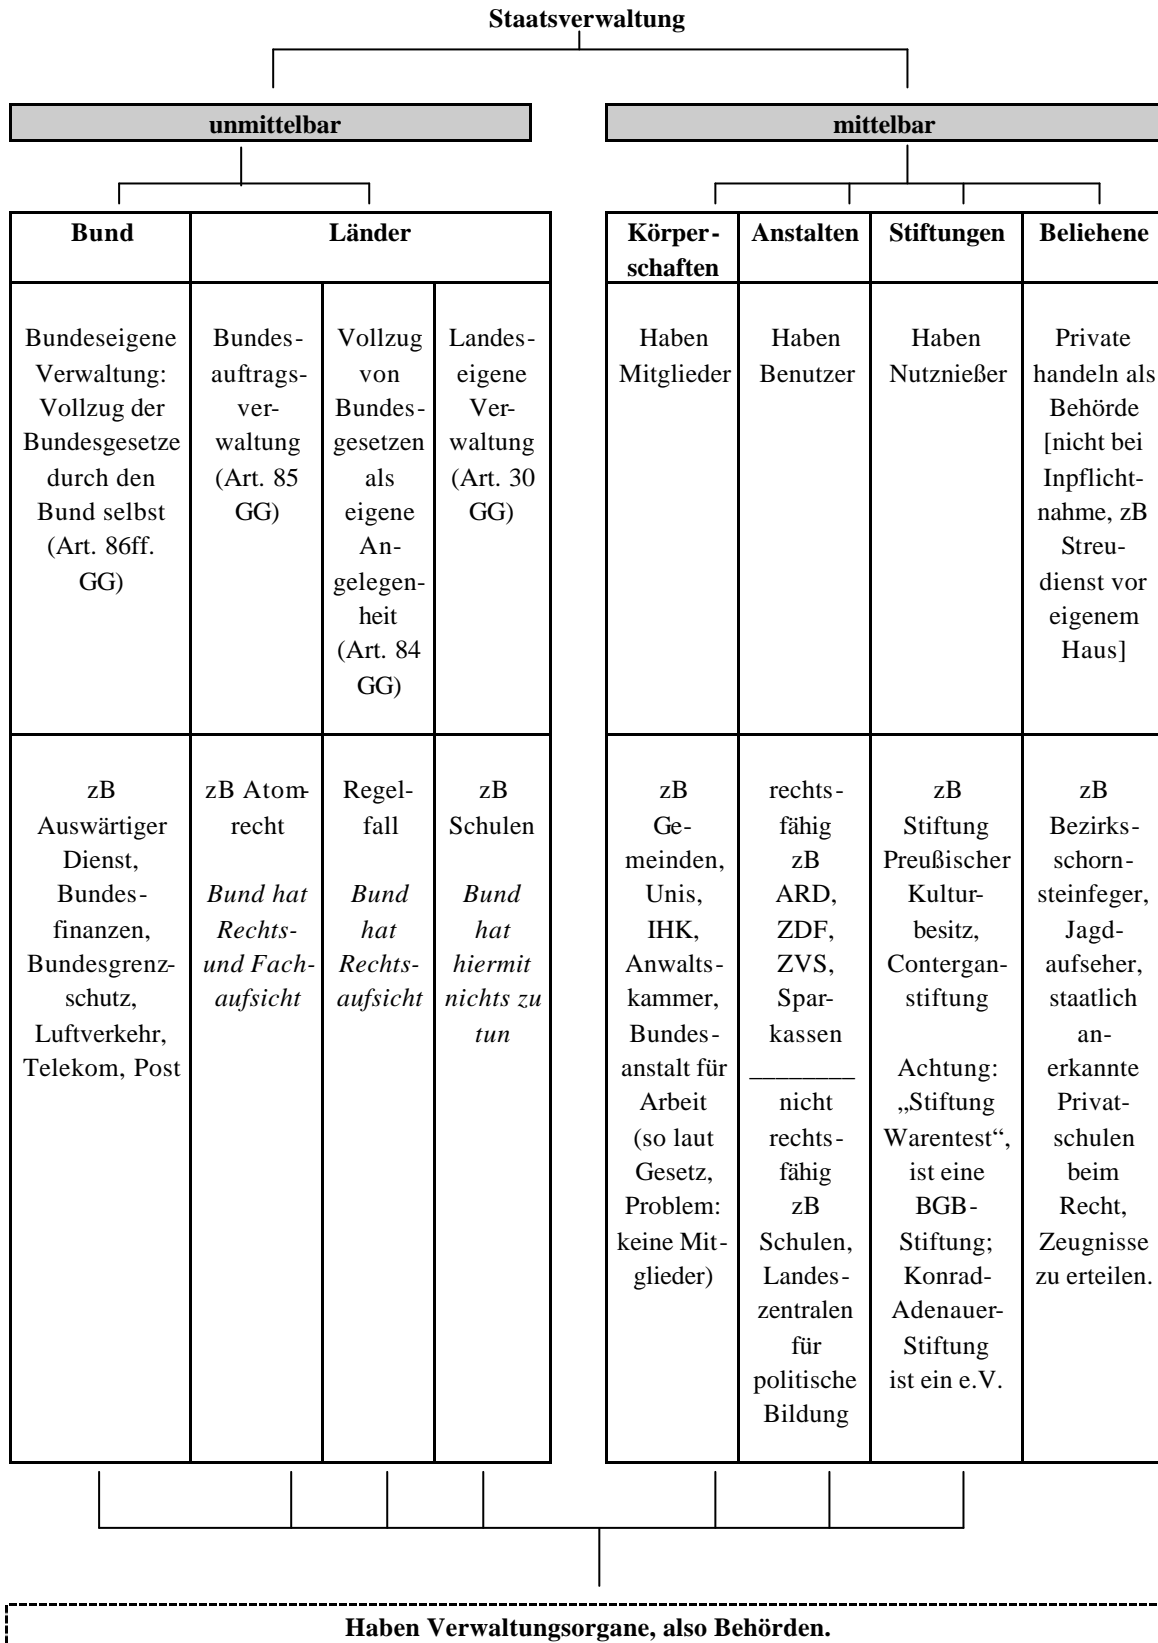 Staatsverwaltung
unmittelbar
mittelbar
Bund
Länder
Körper-
schaften
Anstalten
Stiftungen
Beliehene
Bundeseigene
Verwaltung:
Vollzug der
Bundesgesetze
durch den
Bund selbst
(Art. 86ff.
GG)
Bundes-
auftrags-
ver-
waltung
(Art. 85
GG)
Vollzug
von
Bundes-
gesetzen
als
eigene
An-
gelegen-
heit
(Art. 84
GG)
Landes-
eigene
Ver-
waltung
(Art. 30
GG)
Haben
Mitglieder
Haben
Benutzer
Haben
Nutznießer
Private
handeln als
Behörde
[nicht bei
Inpflicht-
nahme, zB
Streu-
dienst vor
eigenem
Haus]
zB
Auswärtiger
Dienst,
Bundes-
finanzen,
Bundesgrenz-
schutz,
Luftverkehr,
Telekom, Post
zB Atom-
recht
Bund hat
Rechts-
und Fach-
aufsicht
Regel-
fall
Bund
hat
Rechts-
aufsicht
zB
Schulen
Bund
hat
hiermit
nichts zu
tun
zB
Ge-
meinden,
Unis,
IHK,
Anwalts-
kammer,
Bundes-
anstalt für
Arbeit
(so laut
Gesetz,
Problem:
keine Mit-
glieder)
rechts-
fähig
zB
ARD,
ZDF,
ZVS,
Spar-
kassen
________
nicht
rechts-
fähig
zB
Schulen,
Landes-
zentralen
für
politische
Bildung
zB
Stiftung
Preußischer
Kultur-
besitz,
Contergan-
stiftung
Achtung:
„Stiftung
Warentest“,
ist eine
BGB-
Stiftung;
Konrad-
Adenauer-
Stiftung
ist ein e.V.
zB
Bezirks-
schorn-
steinfeger,
Jagd-
aufseher,
staatlich
an-
erkannte
Privat-
schulen
beim
Recht,
Zeugnisse
zu erteilen.
Haben Verwaltungsorgane, also Behörden.